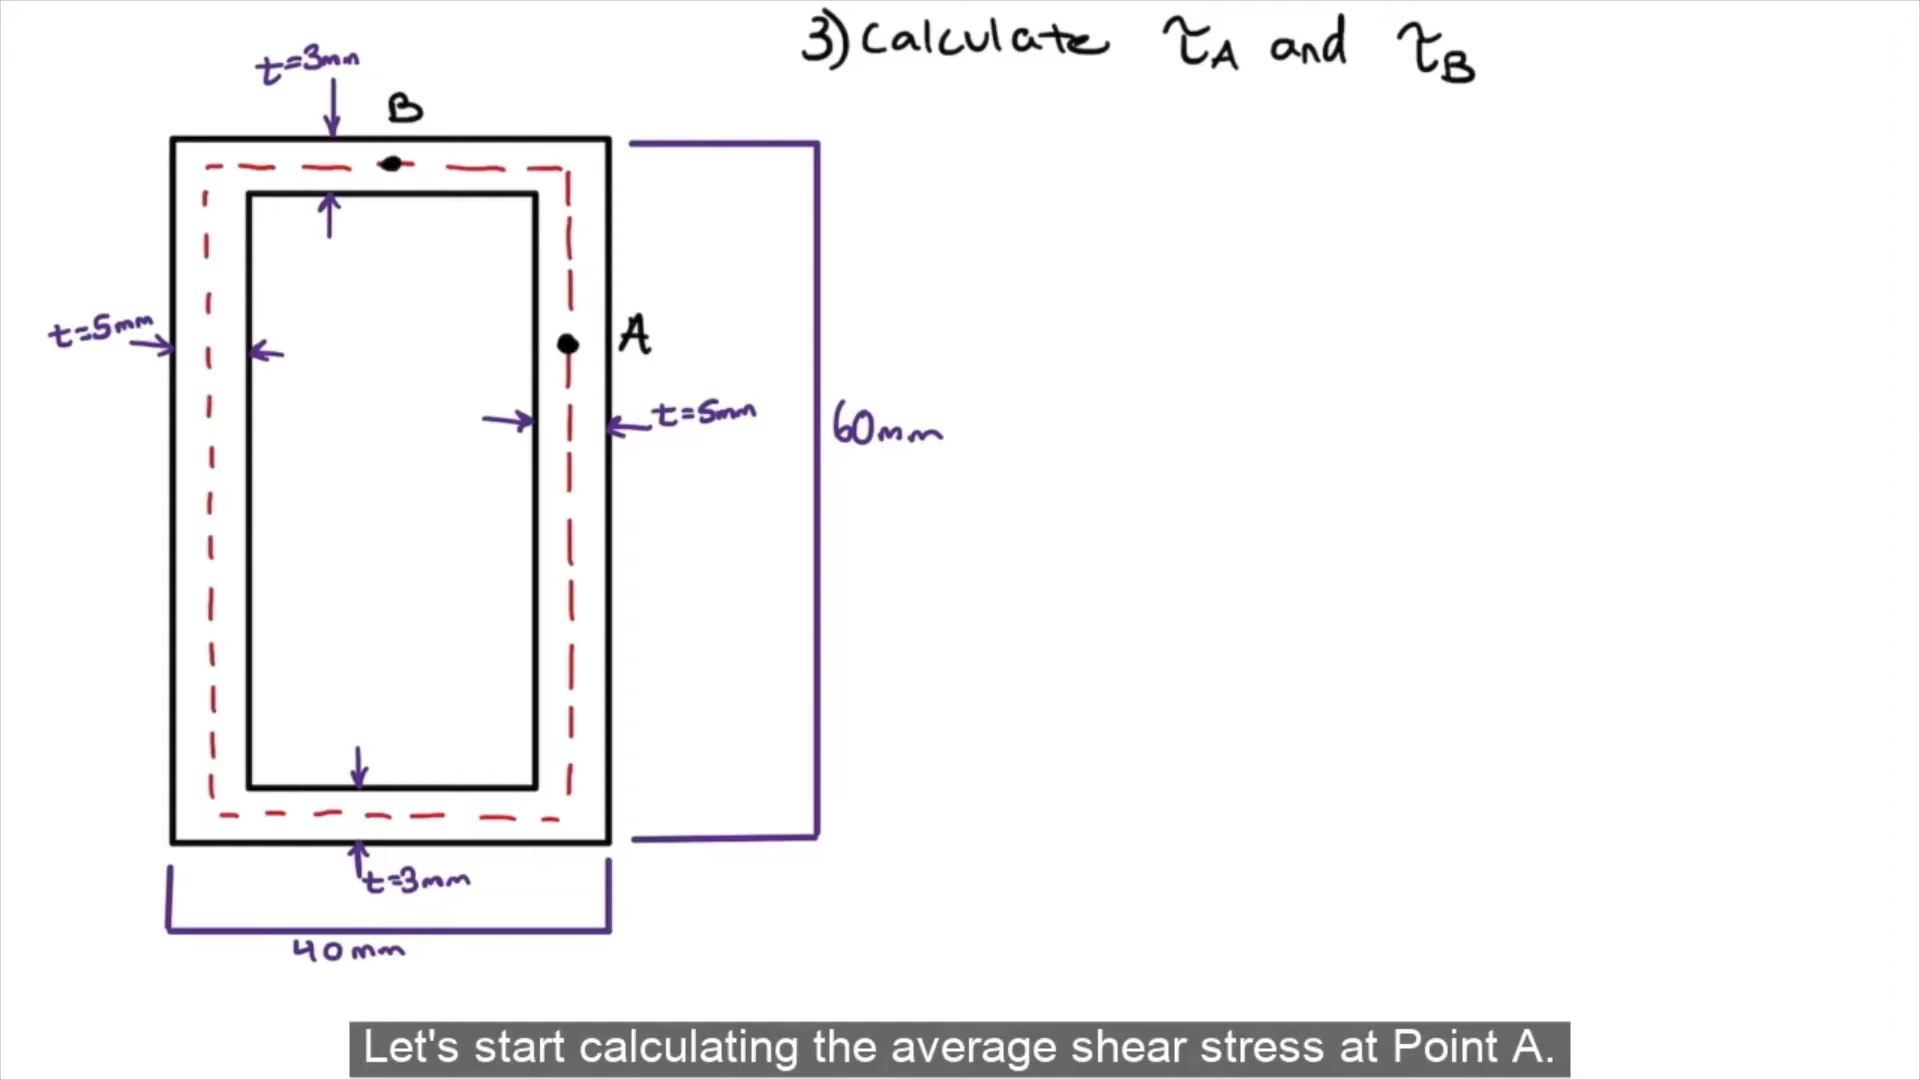 3) Calculate τA and τB
t=3mm
B
t=5mm
A
t=5mm
60mm
t=3mm
40mm
Let's start calculating the average shear stress at Point A.